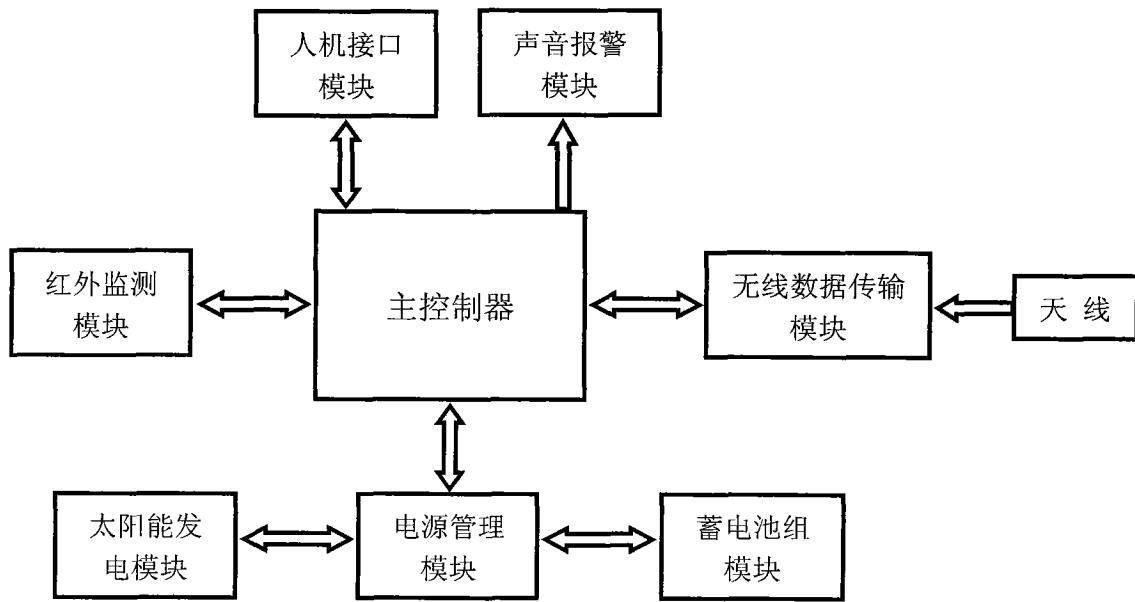 人机接口
模块
声音报警
模块
红外监测
模块
主控制器
无线数据传输
模块
天 线
太阳能发
电模块
电源管理
模块
蓄电池组
模块